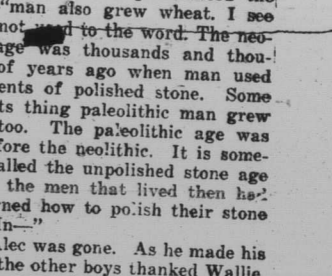 "man also grew wheat. I see
not to the word. The neo-
age was thousands and thou-
of years ago when man used
ents of polished stone. Some
ts thing paleolithic man grew
too. The paleolithic age was
fore the neolithic. It is some-
alled the unpolished stone age
the men that lived then had
ned how to polish their stone
n—"
lec was gone. As he made his
the other boys thanked Wallie